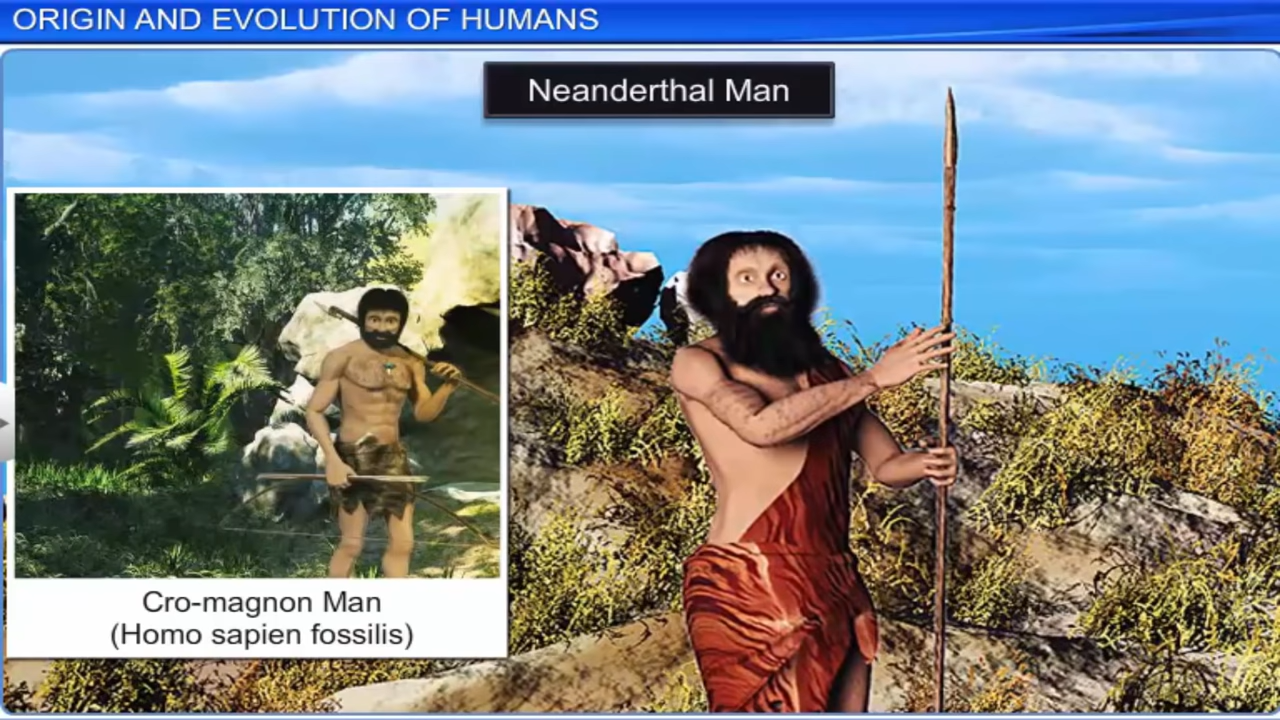 ORIGIN AND EVOLUTION OF HUMANS
Neanderthal Man
Cro-magnon Man
(Homo sapien fossilis)